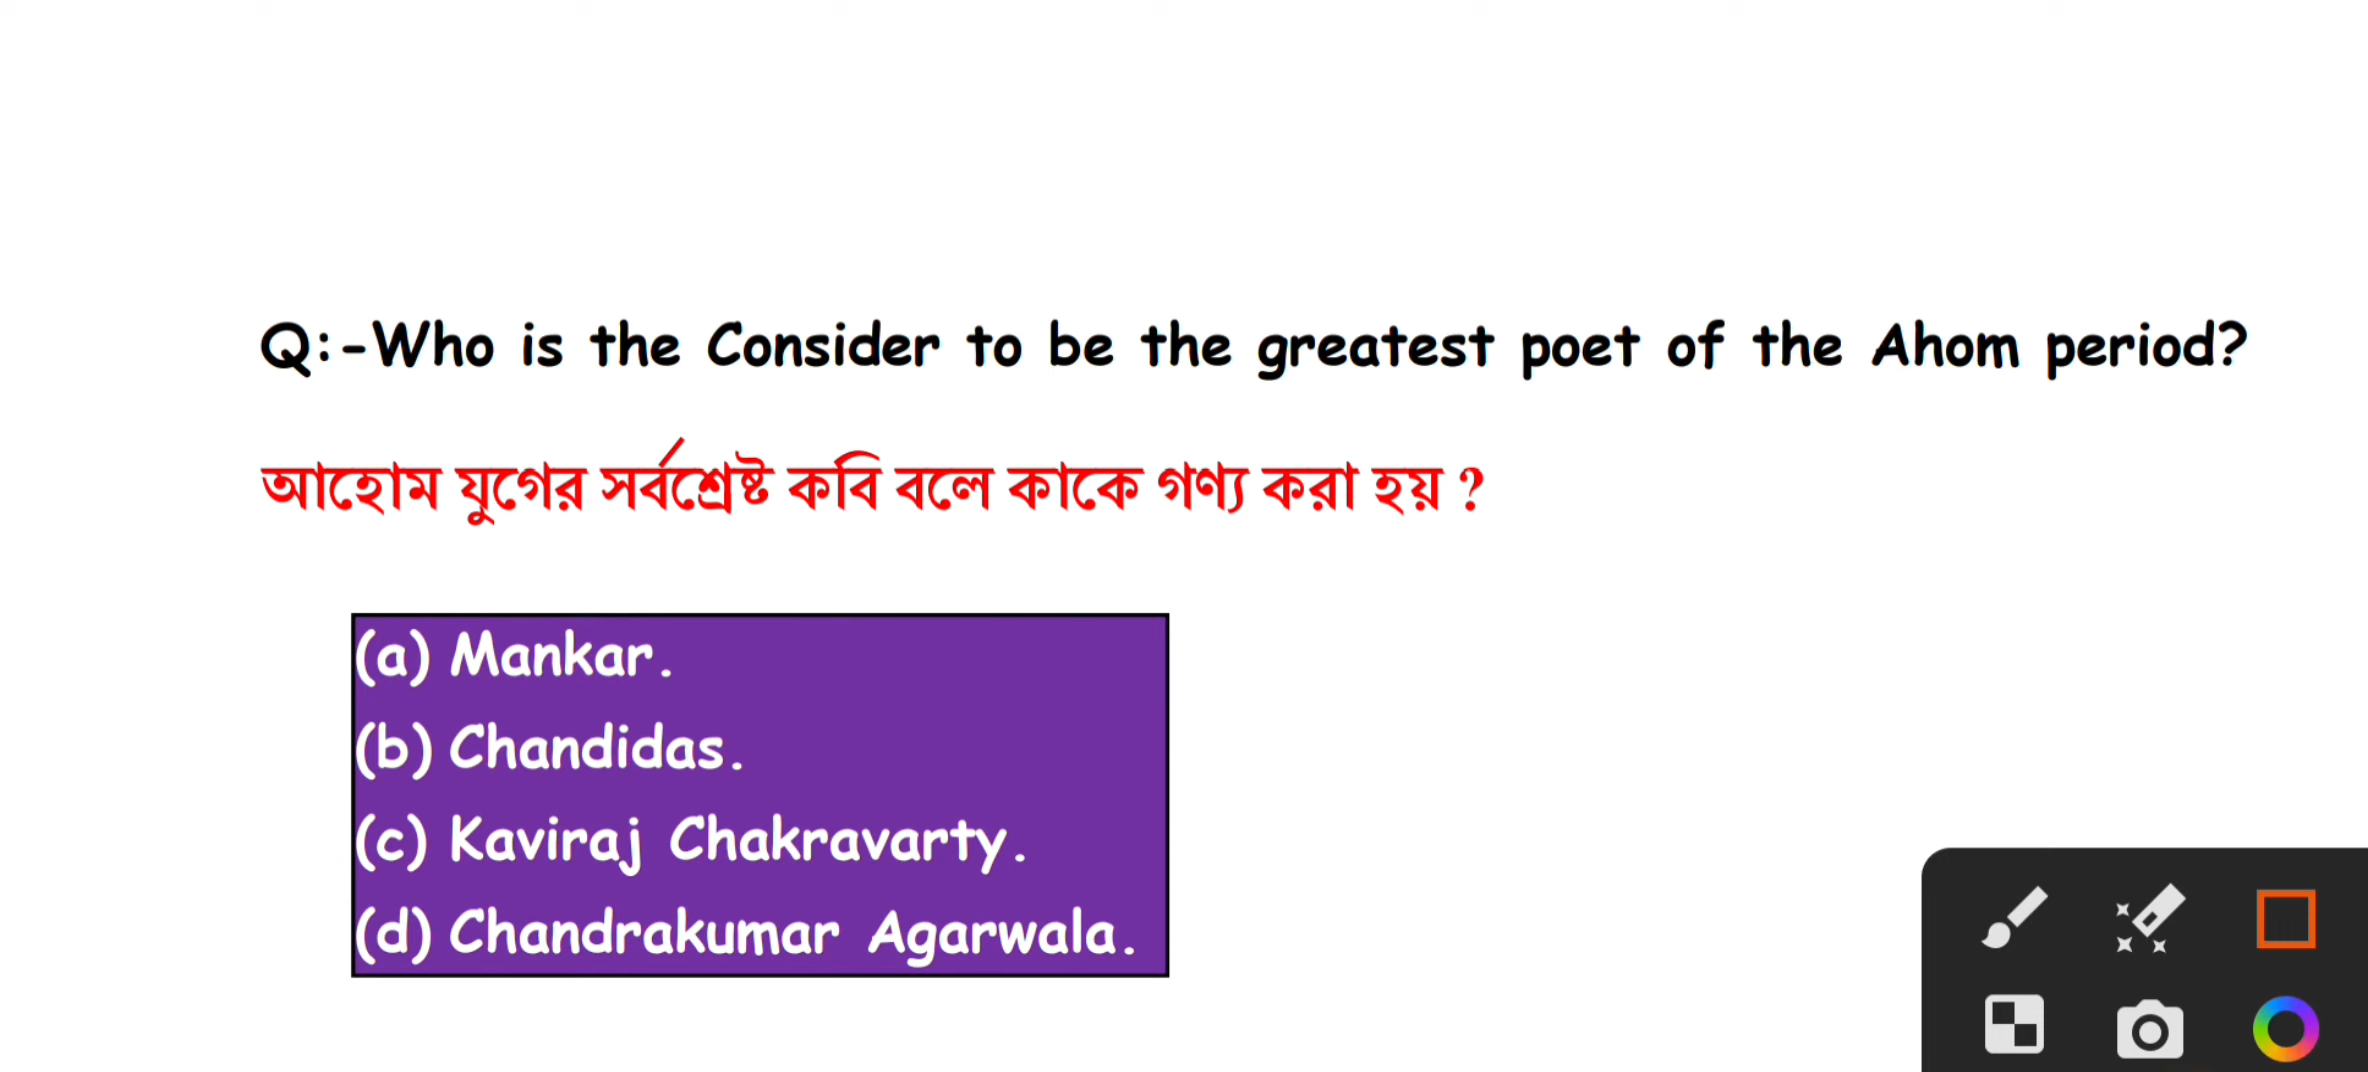 Q:-Who is the Consider to be the greatest poet of the Ahom period?
আহোম যুগের সর্বশ্রেষ্ট কবি বলে কাকে গণ্য করা হয় ?
(a) Mankar.
(b) Chandidas.
(c) Kaviraj Chakravarty.
(d) Chandrakumar Agarwala.